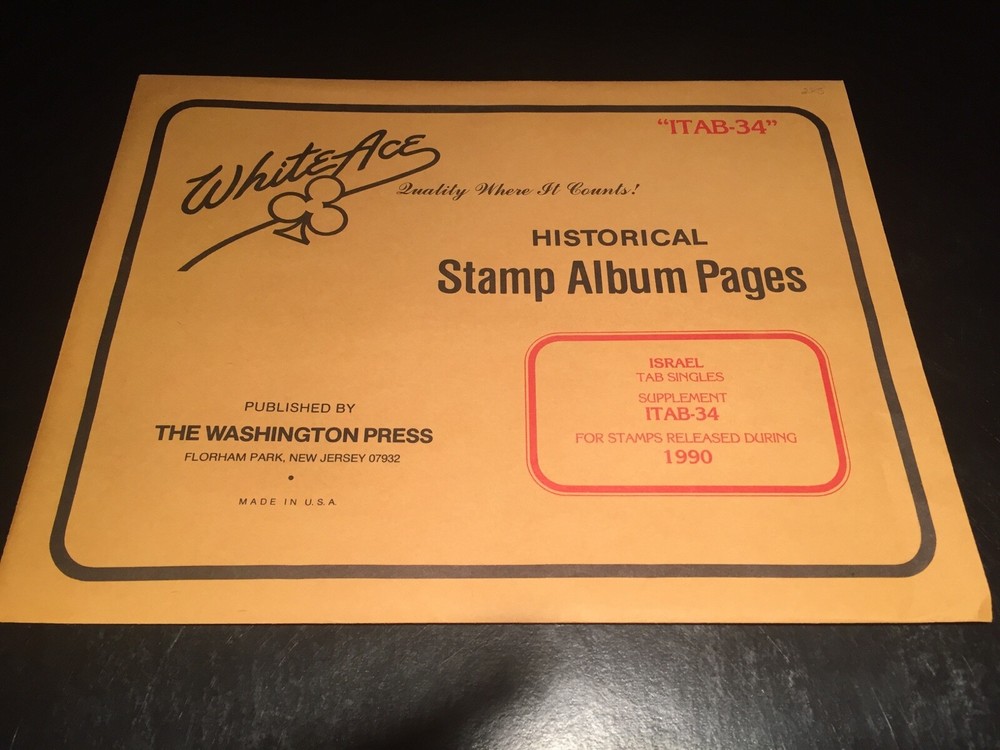 "ITAB-34"
White Ace
Quality Where It Counts!
HISTORICAL
Stamp Album Pages
ISRAEL
TAB SINGLES
SUPPLEMENT
ITAB-34
FOR STAMPS RELEASED DURING
1990
PUBLISHED BY
THE WASHINGTON PRESS
FLORHAM PARK, NEW JERSEY 07932
•
MADE IN U.S.A.